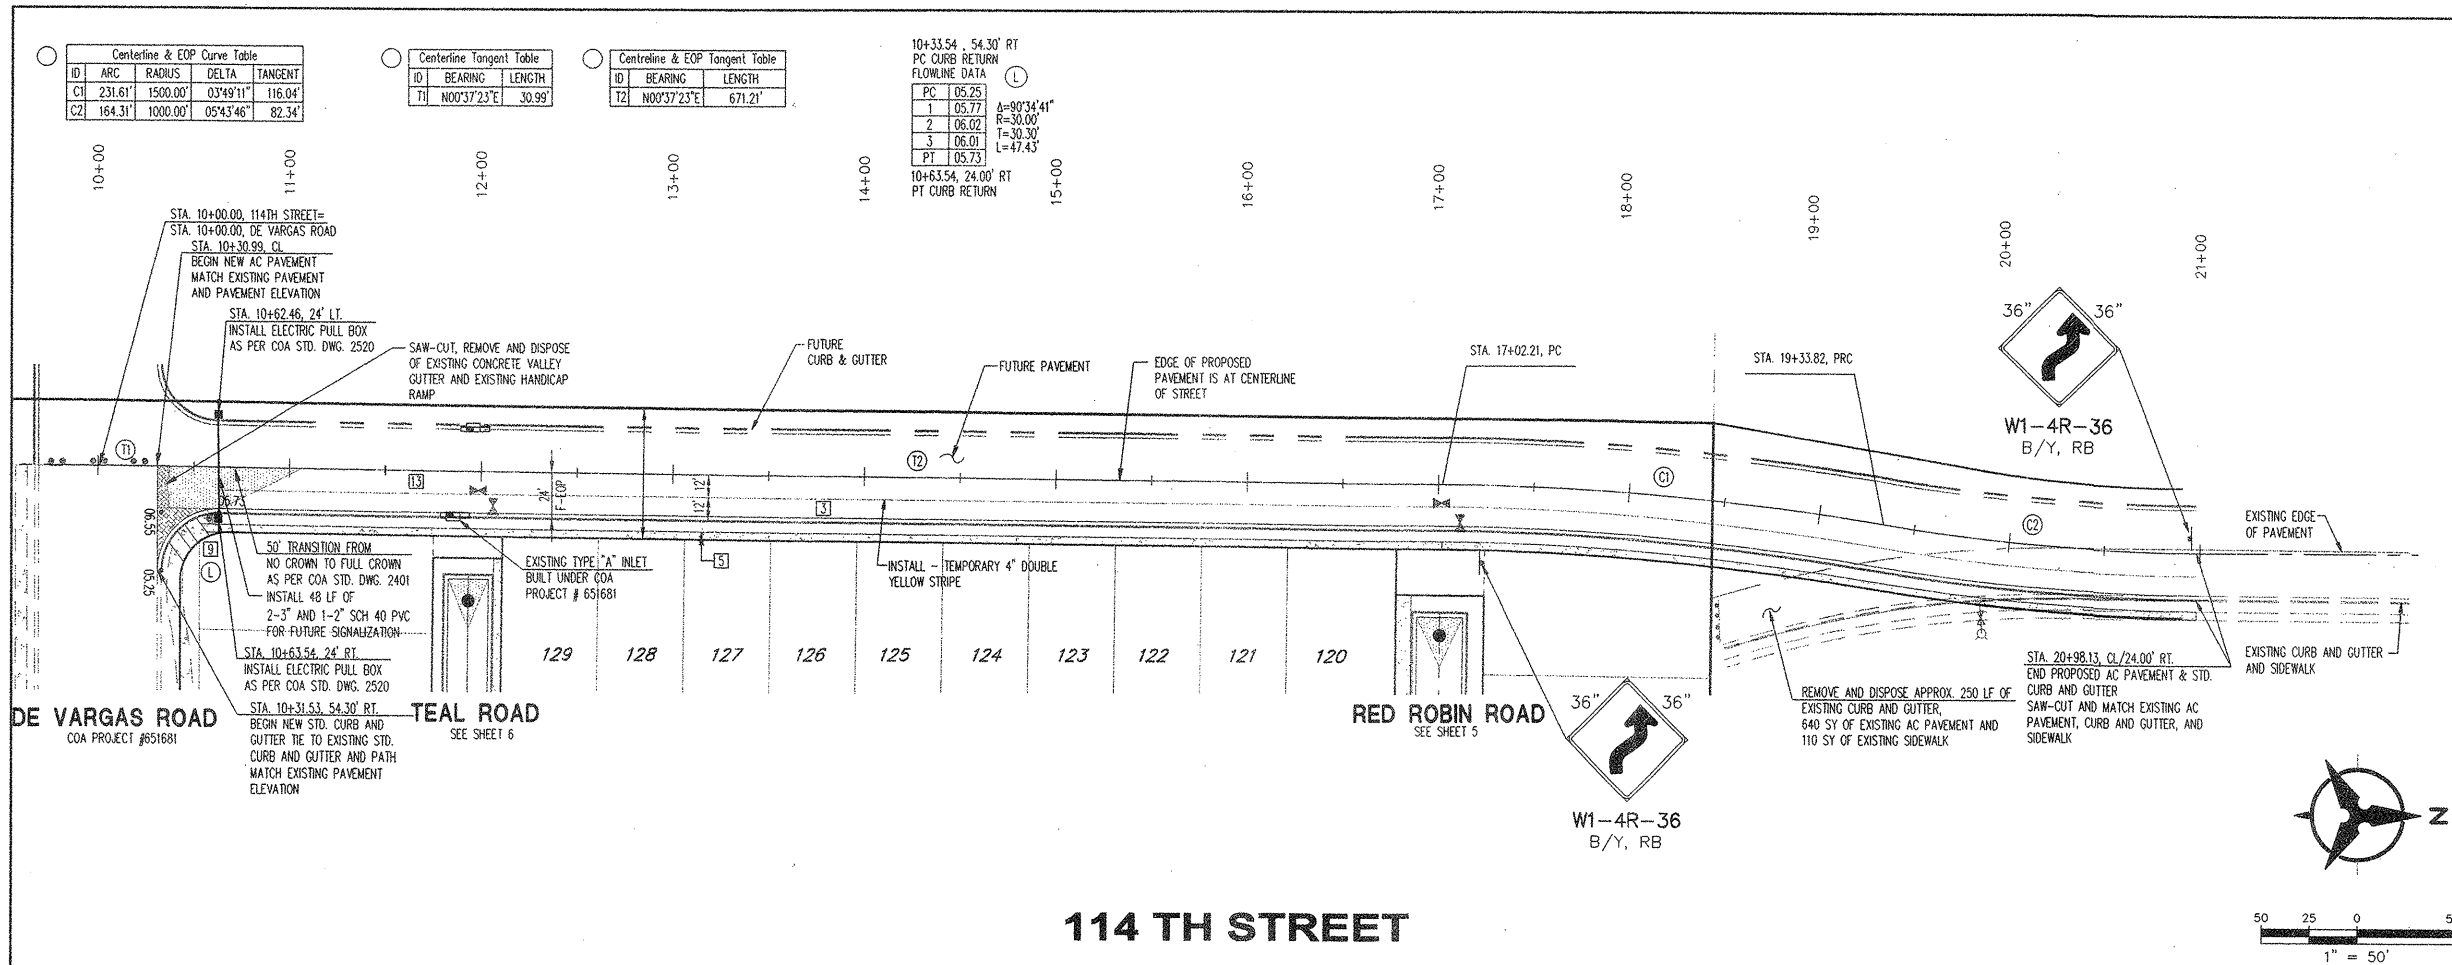 Centerline & EOP Curve Table
ID ARC RADIUS DELTA TANGENT
C1 231.61' 1500.00' 03°49'11" 116.04'
C2 164.31' 1000.00' 05°43'46" 82.34'
Centerline Tangent Table
ID BEARING LENGTH
T1 N00°37'23"E 30.99'
Centreline & EOP Tangent Table
ID BEARING LENGTH
T2 N00°37'23"E 671.21'
10+33.54 , 54.30' RT
PC CURB RETURN
FLOWLINE DATA
L
PC 05.25
1 05.77
2 06.02
3 06.01
PT 05.73
Δ=90°34'41"
R=30.00'
T=30.30'
L=47.43'
10+63.54, 24.00' RT
PT CURB RETURN
10+00
11+00
12+00
13+00
14+00
15+00
16+00
17+00
18+00
19+00
20+00
21+00
STA. 10+00.00, 114TH STREET=
STA. 10+00.00, DE VARGAS ROAD
STA. 10+30.99, CL
BEGIN NEW AC PAVEMENT
MATCH EXISTING PAVEMENT
AND PAVEMENT ELEVATION
STA. 10+62.46, 24' LT.
INSTALL ELECTRIC PULL BOX
AS PER COA STD. DWG. 2520
SAW-CUT, REMOVE AND DISPOSE
OF EXISTING CONCRETE VALLEY
GUTTER AND EXISTING HANDICAP
RAMP
FUTURE
CURB & GUTTER
FUTURE PAVEMENT
EDGE OF PROPOSED
PAVEMENT IS AT CENTERLINE
OF STREET
STA. 17+02.21, PC
STA. 19+33.82, PRC
36" 36"
W1-4R-36
B/Y, RB
T1
T2
C1
C2
13
24'
F-EOP
12' 12'
3
5
9
L
06.55
05.25
EXISTING EDGE
OF PAVEMENT
50' TRANSITION FROM
NO CROWN TO FULL CROWN
AS PER COA STD. DWG. 2401
INSTALL 48 LF OF
2-3" AND 1-2" SCH 40 PVC
FOR FUTURE SIGNALIZATION
STA. 10+63.54, 24' RT.
INSTALL ELECTRIC PULL BOX
AS PER COA STD. DWG. 2520
STA. 10+31.53, 54.30' RT.
BEGIN NEW STD. CURB AND
GUTTER TIE TO EXISTING STD.
CURB AND GUTTER AND PATH
MATCH EXISTING PAVEMENT
ELEVATION
EXISTING TYPE "A" INLET
BUILT UNDER COA
PROJECT # 651681
INSTALL - TEMPORARY 4" DOUBLE
YELLOW STRIPE
129 128 127 126 125 124 123 122 121 120
DE VARGAS ROAD
COA PROJECT #651681
TEAL ROAD
SEE SHEET 6
RED ROBIN ROAD
SEE SHEET 5
36" 36"
W1-4R-36
B/Y, RB
REMOVE AND DISPOSE APPROX. 250 LF OF
EXISTING CURB AND GUTTER,
640 SY OF EXISTING AC PAVEMENT AND
110 SY OF EXISTING SIDEWALK
STA. 20+98.13, CL/24.00' RT.
END PROPOSED AC PAVEMENT & STD.
CURB AND GUTTER
SAW-CUT AND MATCH EXISTING AC
PAVEMENT, CURB AND GUTTER, AND
SIDEWALK
EXISTING CURB AND GUTTER
AND SIDEWALK
N
114 TH STREET
50 25 0
1" = 50'